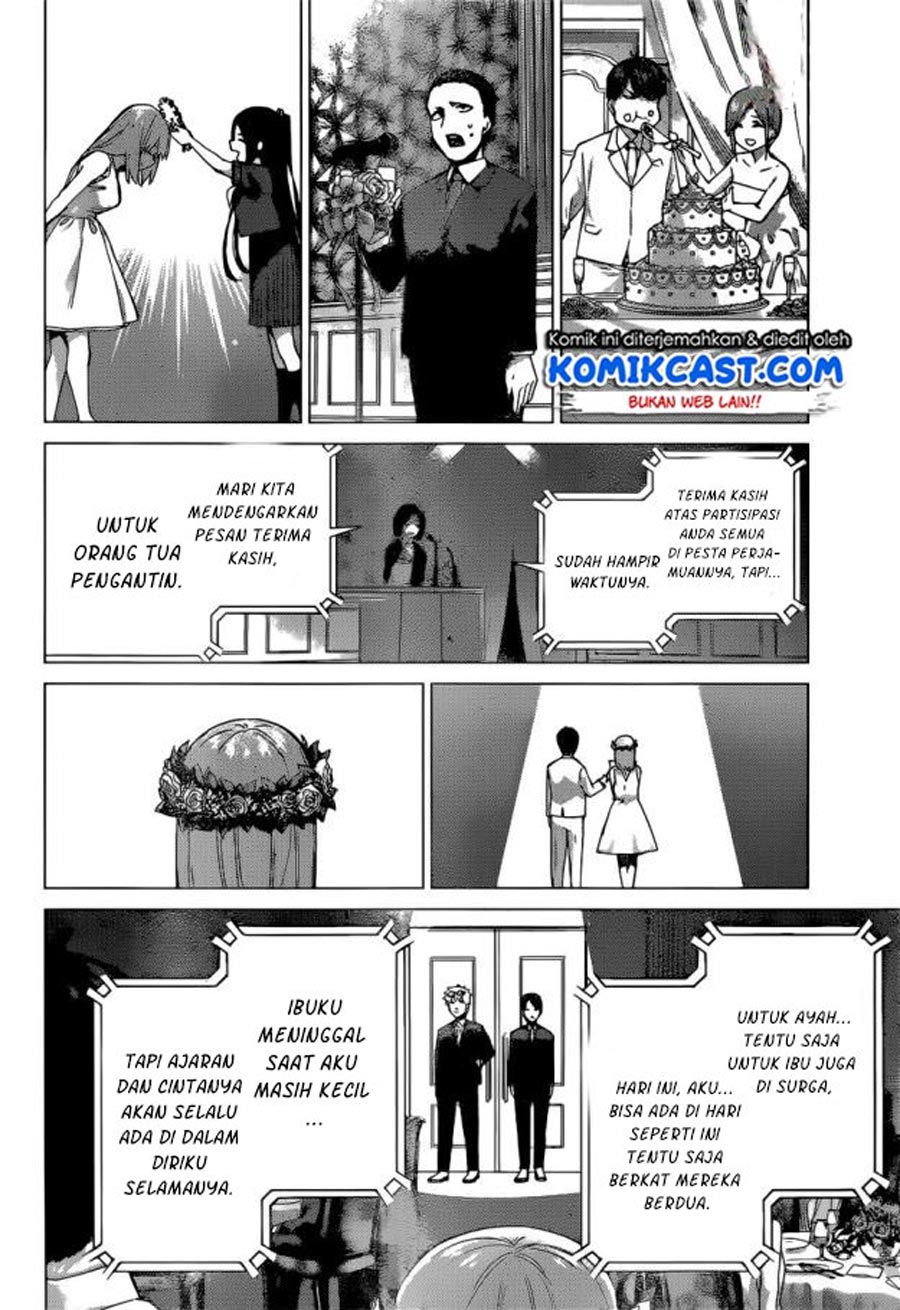 Komik ini diterjemahkan & diedit oleh
KOMIKCAST.COM
BUKAN WEB LAIN!!
TERIMA KASIH
ATAS PARTISIPASI
ANDA SEMUA
DI PESTA PERJA-
MUANNYA, TAPI...
SUDAH HAMPIR
WAKTUNYA.
MARI KITA
MENDENGARKAN
PESAN TERIMA
KASIH,
UNTUK
ORANG TUA
PENGANTIN.
UNTUK AYAH...
TENTU SAJA
UNTUK IBU JUGA
DI SURGA,
HARI INI, AKU...
BISA ADA DI HARI
SEPERTI INI
TENTU SAJA
BERKAT MEREKA
BERDUA.
IBUKU
MENINGGAL
SAAT AKU
MASIH KECIL
...
TAPI AJARAN
DAN CINTANYA
AKAN SELALU
ADA DI DALAM
DIRIKU
SELAMANYA.